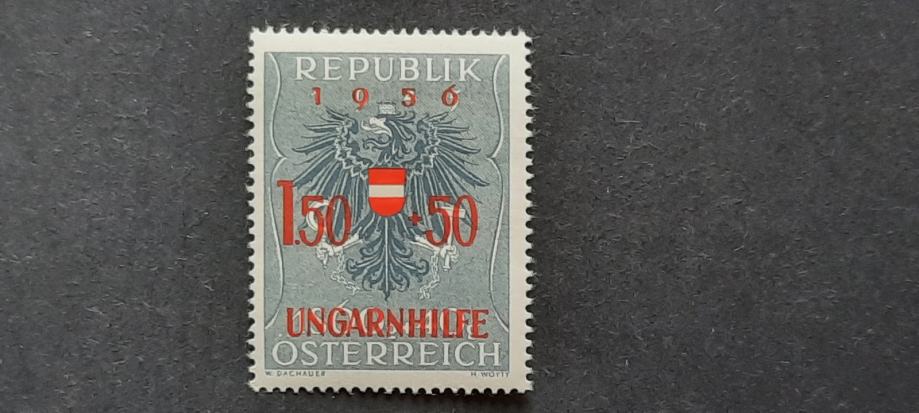 REPUBLIK
1956
1.50 + 50
UNGARNHILFE
ÖSTERREICH
W. DACHAUER H. WOYTY